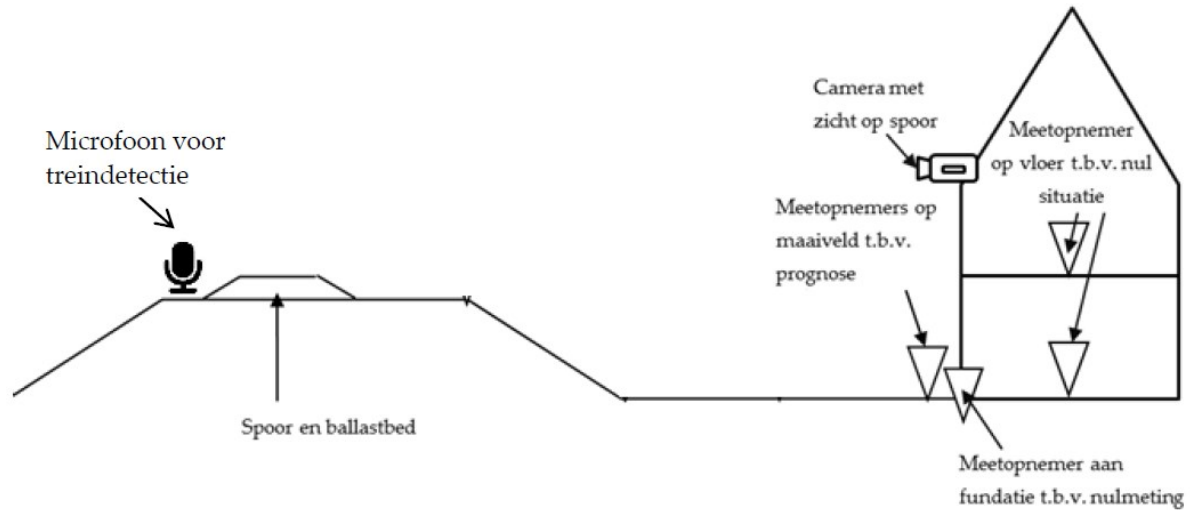 Microfoon voor
treindetectie
Spoor en ballastbed
Camera met
zicht op spoor
Meetopnemer
op vloer t.b.v. nul
situatie
Meetopnemers op
maaiveld t.b.v.
prognose
Meetopnemer aan
fundatie t.b.v. nulmeting